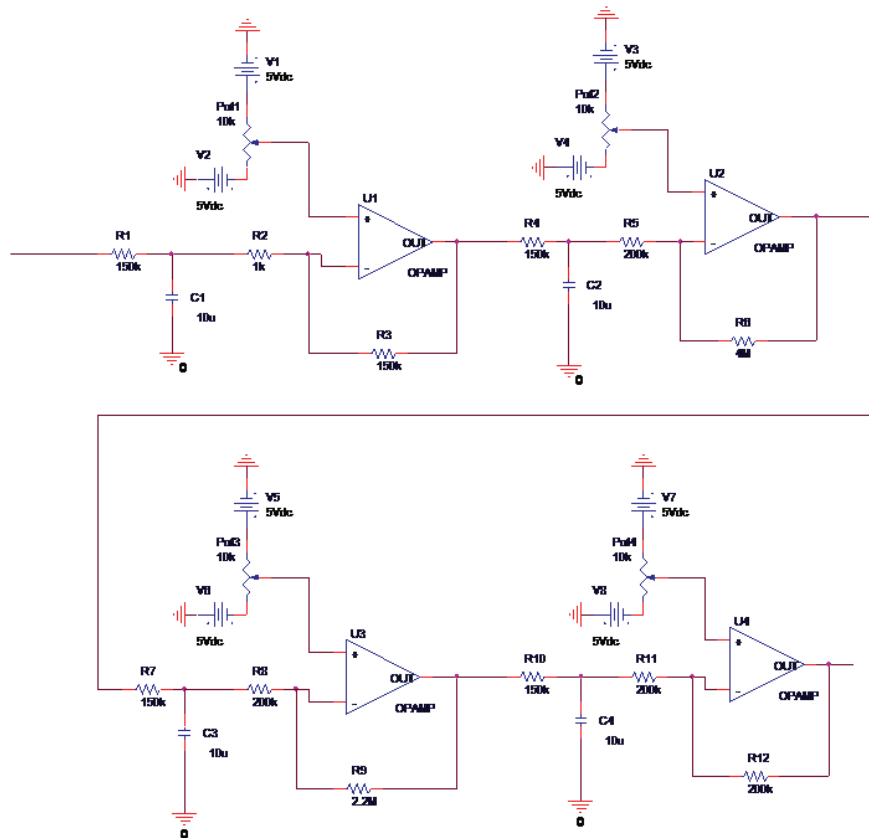 V1
5Vdc
V3
5Vdc
Pot1
10k
Pot2
10k
V2
5Vdc
V4
5Vdc
U1
+
-
OUT
OPAMP
U2
+
-
OUT
OPAMP
R1
150k
R2
1k
R4
150k
R5
200k
C1
10u
C2
10u
R3
150k
R6
4M
0
0
V5
5Vdc
V7
5Vdc
Pot3
10k
Pot4
10k
V6
5Vdc
V8
5Vdc
U3
+
-
OUT
OPAMP
U4
+
-
OUT
OPAMP
R7
150k
R8
200k
R10
150k
R11
200k
C3
10u
C4
10u
R9
2.2M
R12
200k
0
0